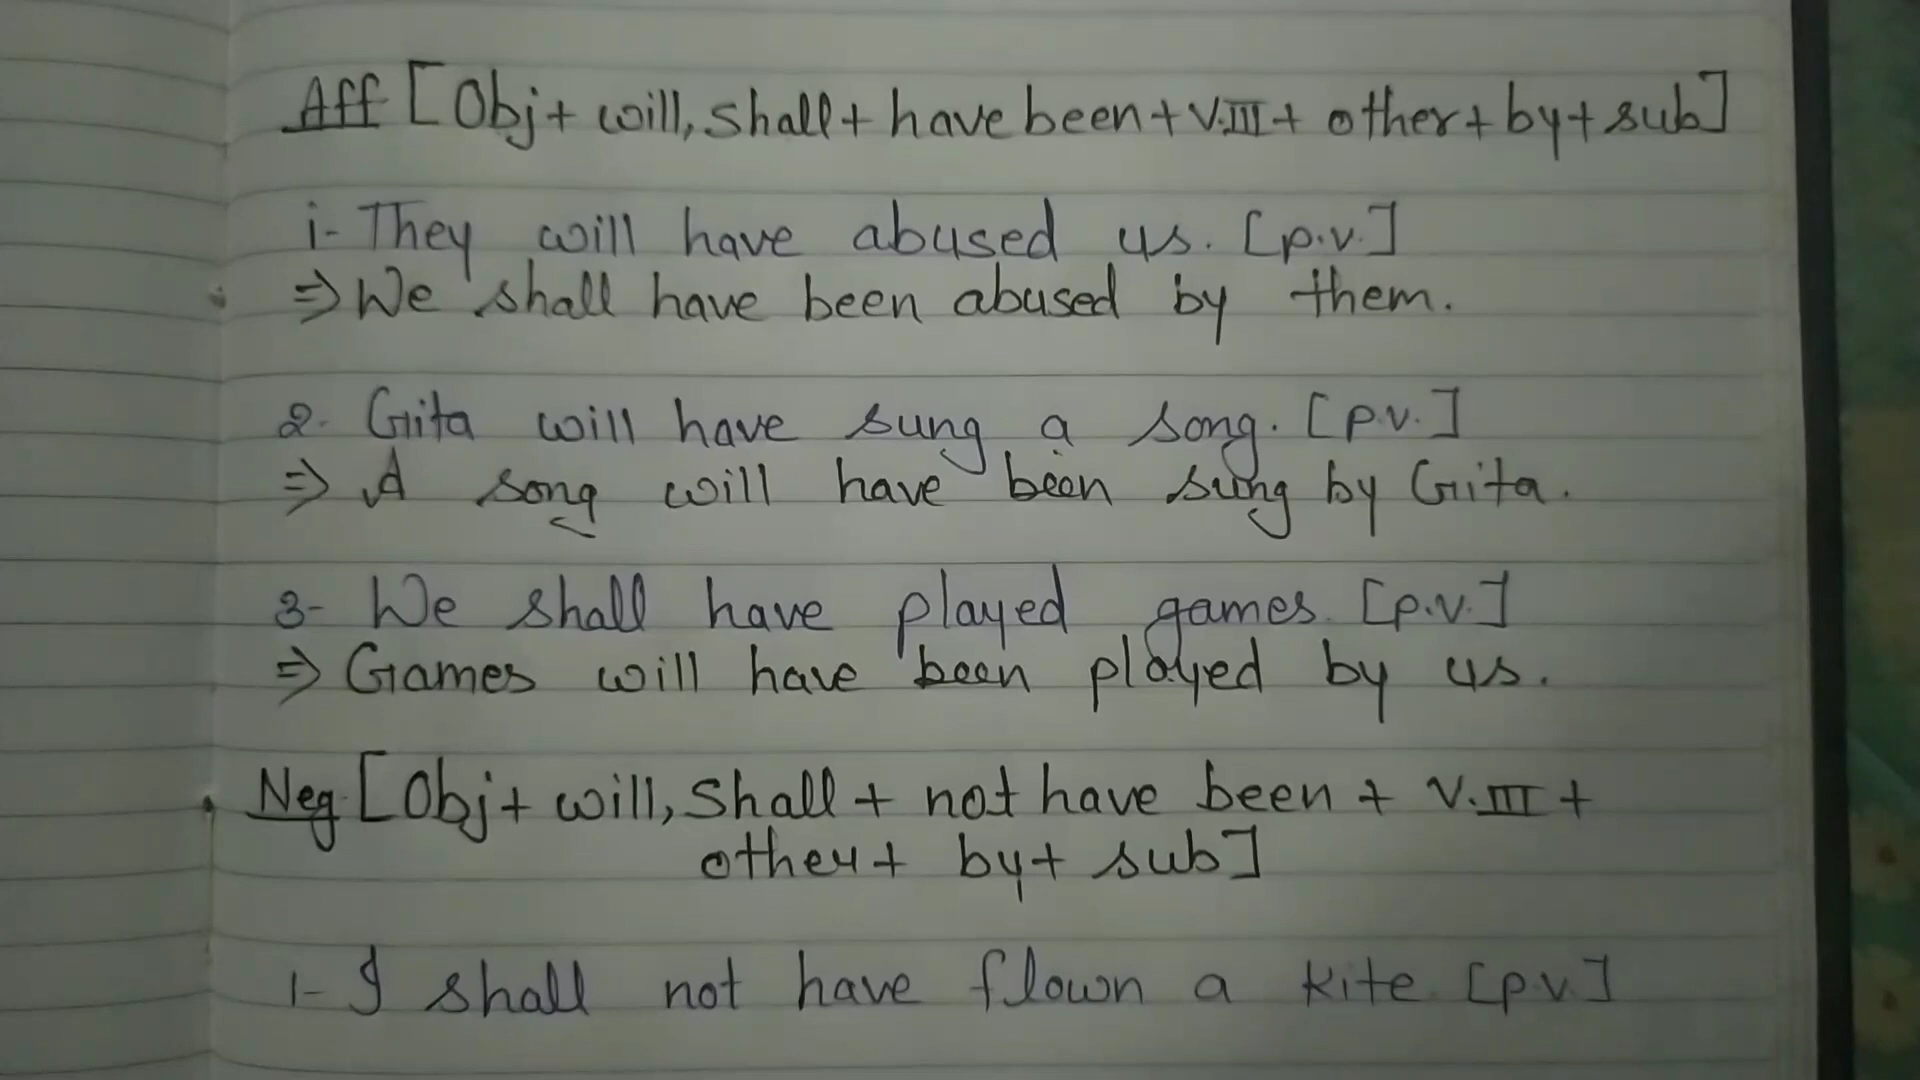 Aff [Obj + will, shall + have been + V.III + other + by + sub]
1- They will have abused us. [p.v.]
⇒ We shall have been abused by them.
2- Gita will have sung a song. [p.v.]
⇒ A song will have been sung by Gita.
3- We shall have played games. [p.v.]
⇒ Games will have been played by us.
Neg [Obj + will, Shall + not have been + V.III +
other + by + sub]
1- I shall not have flown a kite [p.v.]